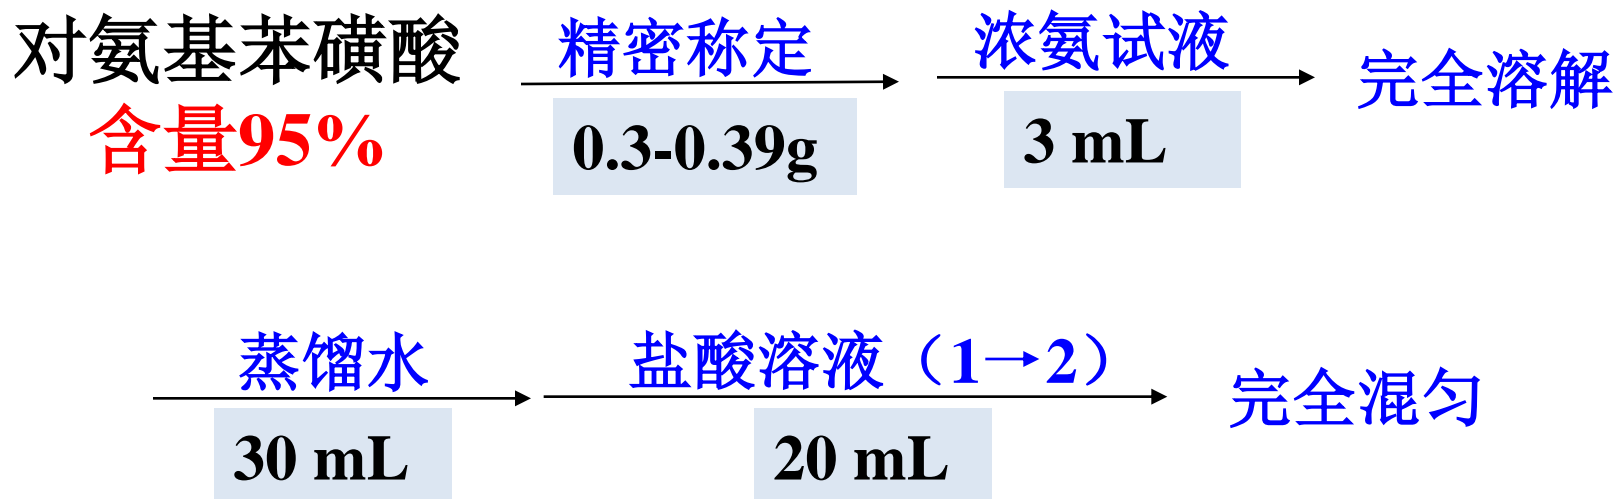 对氨基苯磺酸
含量95%
精密称定
0.3-0.39g
浓氨试液
3 mL
完全溶解
蒸馏水
30 mL
盐酸溶液（1→2）
20 mL
完全混匀